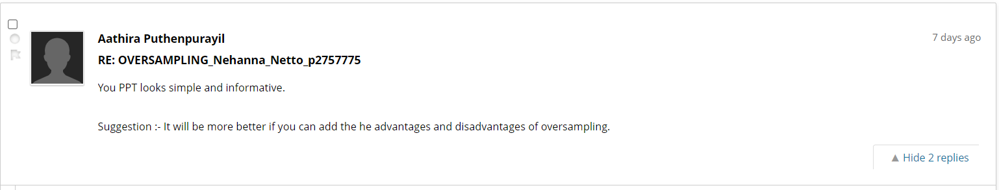 Aathira Puthenpurayil
7 days ago
RE: OVERSAMPLING_Nehanna_Netto_p2757775
You PPT looks simple and informative.
Suggestion :- It will be more better if you can add the he advantages and disadvantages of oversampling.
▲ Hide 2 replies